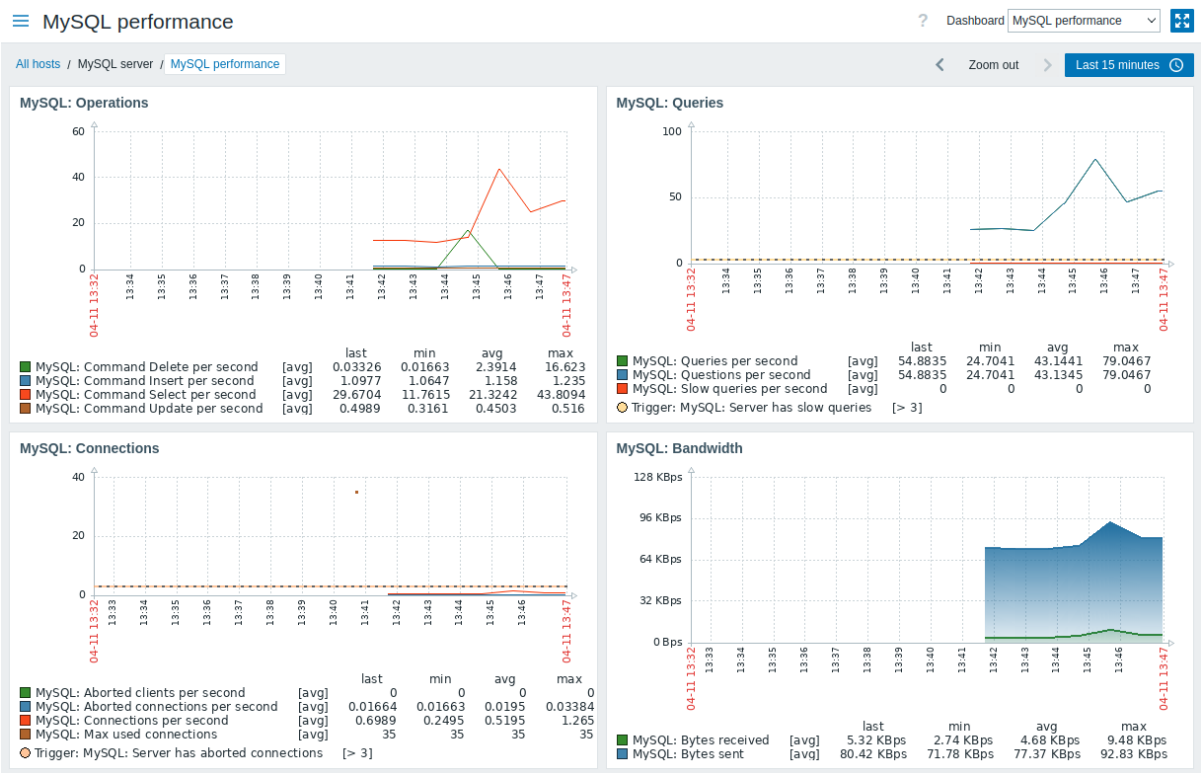 MySQL performance
? Dashboard MySQL performance
All hosts / MySQL server / MySQL performance
Zoom out Last 15 minutes
MySQL: Operations
60
40
20
0
04-11 13:32 13:34 13:35 13:36 13:37 13:38 13:39 13:40 13:41 13:42 13:43 13:44 13:45 13:46 13:47 04-11 13:47
last min avg max
MySQL: Command Delete per second [avg] 0.03326 0.01663 2.3914 16.623
MySQL: Command Insert per second [avg] 1.0977 1.0647 1.158 1.235
MySQL: Command Select per second [avg] 29.6704 11.7615 21.3242 43.8094
MySQL: Command Update per second [avg] 0.4989 0.3161 0.4503 0.516
MySQL: Queries
100
50
0
04-11 13:32 13:34 13:35 13:36 13:37 13:38 13:39 13:40 13:41 13:42 13:43 13:44 13:45 13:46 13:47 04-11 13:47
last min avg max
MySQL: Queries per second [avg] 54.8835 24.7041 43.1441 79.0467
MySQL: Questions per second [avg] 54.8835 24.7041 43.1345 79.0467
MySQL: Slow queries per second [avg] 0 0 0 0
Trigger: MySQL: Server has slow queries [> 3]
MySQL: Connections
40
20
0
04-11 13:32 13:33 13:34 13:35 13:36 13:37 13:38 13:39 13:40 13:41 13:42 13:43 13:44 13:45 13:46 04-11 13:47
last min avg max
MySQL: Aborted clients per second [avg] 0 0 0 0
MySQL: Aborted connections per second [avg] 0.01664 0.01663 0.0195 0.03384
MySQL: Connections per second [avg] 0.6989 0.2495 0.5195 1.265
MySQL: Max used connections [avg] 35 35 35 35
Trigger: MySQL: Server has aborted connections [> 3]
MySQL: Bandwidth
128 KBps
96 KBps
64 KBps
32 KBps
0 Bps
04-11 13:32 13:33 13:34 13:35 13:36 13:37 13:38 13:39 13:40 13:41 13:42 13:43 13:44 13:45 13:46 04-11 13:47
last min avg max
MySQL: Bytes received [avg] 5.32 KBps 2.74 KBps 4.68 KBps 9.48 KBps
MySQL: Bytes sent [avg] 80.42 KBps 71.78 KBps 77.37 KBps 92.83 KBps